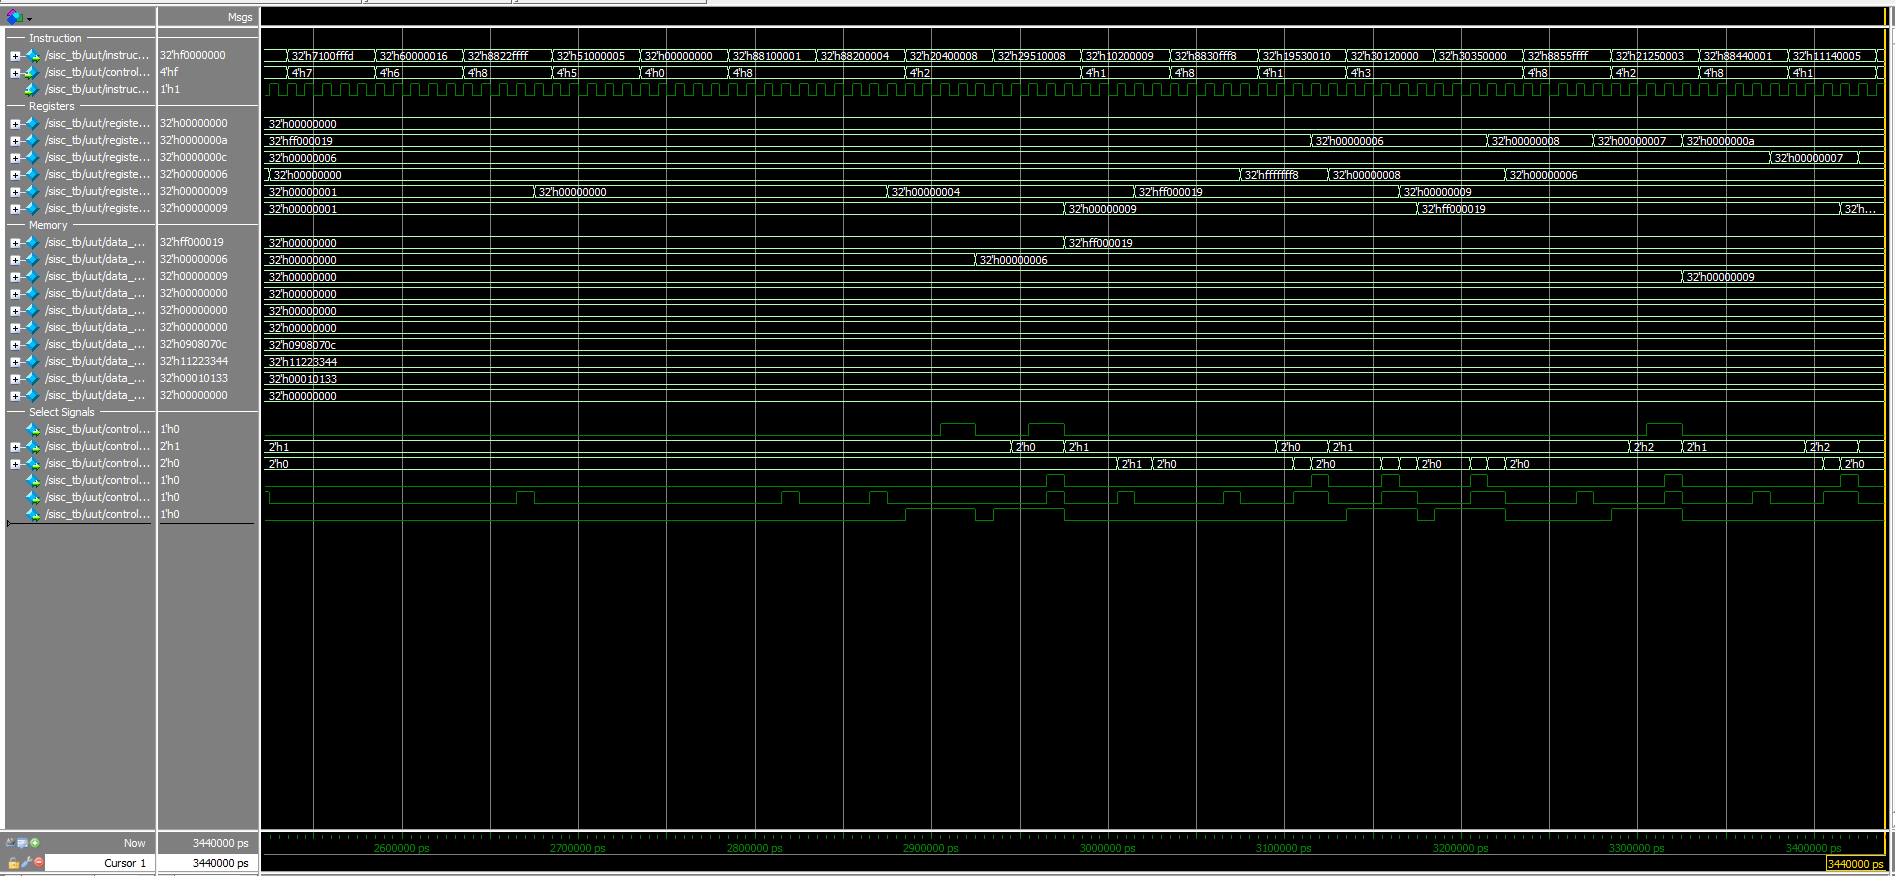 Msgs
Instruction
/sisc_tb/uut/instruc... 32'hf0000000 32'h7100fffd 32'h60000016 32'h8822ffff 32'h51000005 32'h00000000 32'h88100001 32'h88200004 32'h20400008 32'h29510008 32'h10200009 32'h8830fff8 32'h19530010 32'h30120000 32'h30350000 32'h8855ffff 32'h21250003 32'h88440001 32'h11140005
/sisc_tb/uut/control... 4'hf 4'h7 4'h6 4'h8 4'h5 4'h0 4'h8 4'h2 4'h1 4'h8 4'h1 4'h3 4'h8 4'h2 4'h8 4'h1
/sisc_tb/uut/instruc... 1'h1
Registers
/sisc_tb/uut/registe... 32'h00000000 32'h00000000
/sisc_tb/uut/registe... 32'h0000000a 32'hff000019 32'h00000006 32'h00000008 32'h00000007 32'h0000000a
/sisc_tb/uut/registe... 32'h0000000c 32'h00000006 32'h00000007
/sisc_tb/uut/registe... 32'h00000006 32'h00000000 32'hfffffff8 32'h00000008 32'h00000006
/sisc_tb/uut/registe... 32'h00000009 32'h00000001 32'h00000000 32'h00000004 32'hff000019 32'h00000009
/sisc_tb/uut/registe... 32'h00000009 32'h00000001 32'h00000009 32'hff000019 32'h...
Memory
/sisc_tb/uut/data_... 32'hff000019 32'h00000000 32'hff000019
/sisc_tb/uut/data_... 32'h00000006 32'h00000000 32'h00000006
/sisc_tb/uut/data_... 32'h00000009 32'h00000000 32'h00000009
/sisc_tb/uut/data_... 32'h00000000 32'h00000000
/sisc_tb/uut/data_... 32'h00000000 32'h00000000
/sisc_tb/uut/data_... 32'h00000000 32'h00000000
/sisc_tb/uut/data_... 32'h0908070c 32'h0908070c
/sisc_tb/uut/data_... 32'h11223344 32'h11223344
/sisc_tb/uut/data_... 32'h00010133 32'h00010133
/sisc_tb/uut/data_... 32'h00000000 32'h00000000
Select Signals
/sisc_tb/uut/control... 1'h0
/sisc_tb/uut/control... 2'h1 2'h1 2'h0 2'h1 2'h0 2'h1 2'h2 2'h1 2'h2
/sisc_tb/uut/control... 2'h0 2'h0 2'h1 2'h0 2'h0 2'h0 2'h0 2'h0
/sisc_tb/uut/control... 1'h0
/sisc_tb/uut/control... 1'h0
/sisc_tb/uut/control... 1'h0
Now 3440000 ps 2600000 ps 2700000 ps 2800000 ps 2900000 ps 3000000 ps 3100000 ps 3200000 ps 3300000 ps 3400000 ps
Cursor 1 3440000 ps 3440000 ps